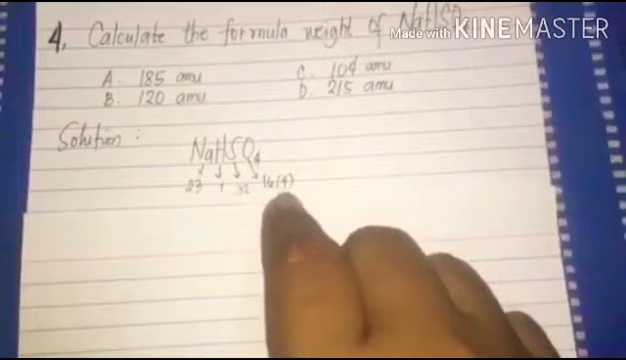 4. Calculate the formula weight of NaHSO
Made with KINEMASTER
A. 185 amu C. 104 amu
B. 120 amu D. 215 amu
Solution :
NaHSO4
23 1 32 16(4)